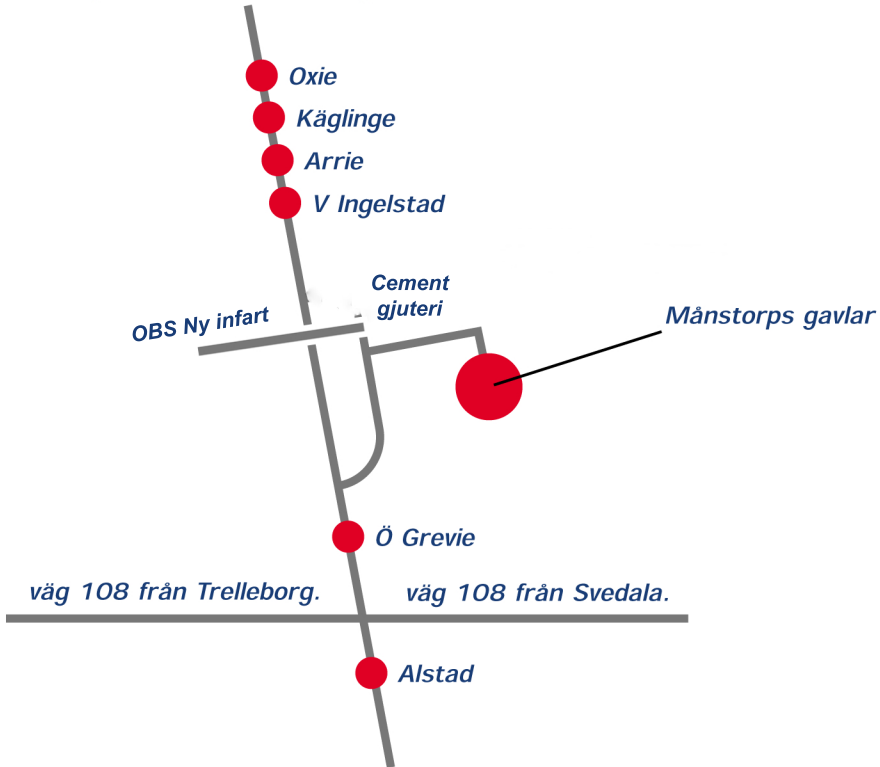 Oxie
Käglinge
Arrie
V Ingelstad
Cement
gjuteri
OBS Ny infart
Månstorps gavlar
Ö Grevie
väg 108 från Trelleborg.
väg 108 från Svedala.
Alstad